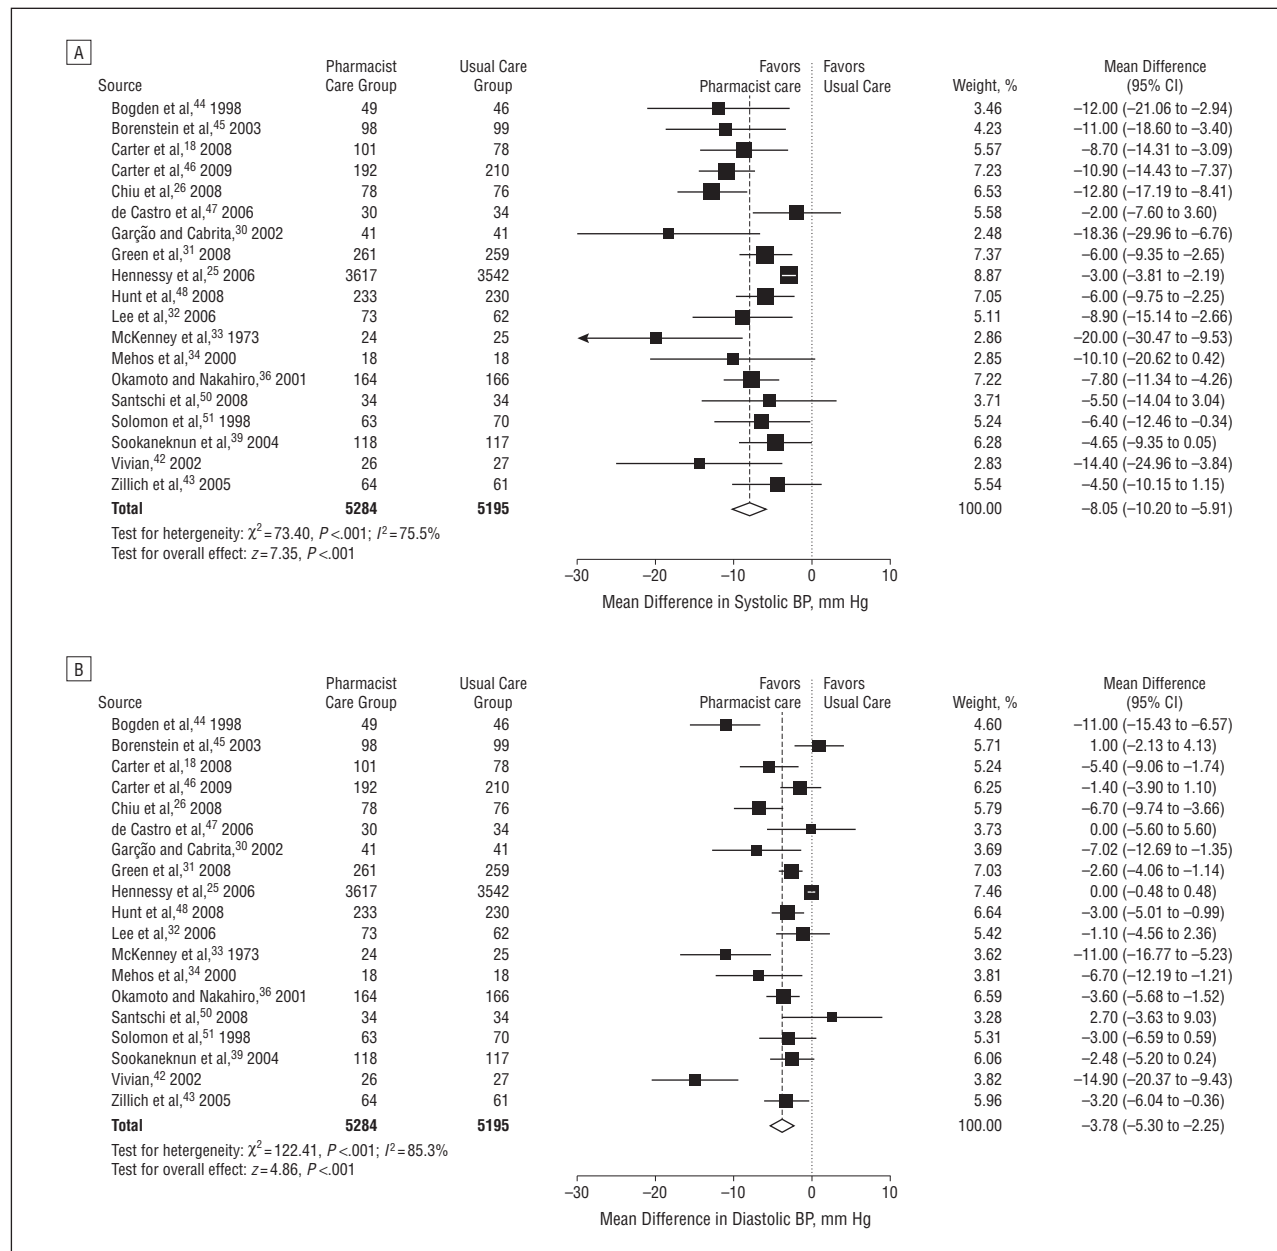 A
Pharmacist Usual Care Favors Favors Mean Difference
Source Care Group Group Pharmacist care Usual Care Weight, % (95% CI)
Bogden et al,44 1998 49 46 3.46 –12.00 (–21.06 to –2.94)
Borenstein et al,45 2003 98 99 4.23 –11.00 (–18.60 to –3.40)
Carter et al,18 2008 101 78 5.57 –8.70 (–14.31 to –3.09)
Carter et al,46 2009 192 210 7.23 –10.90 (–14.43 to –7.37)
Chiu et al,26 2008 78 76 6.53 –12.80 (–17.19 to –8.41)
de Castro et al,47 2006 30 34 5.58 –2.00 (–7.60 to 3.60)
Garção and Cabrita,30 2002 41 41 2.48 –18.36 (–29.96 to –6.76)
Green et al,31 2008 261 259 7.37 –6.00 (–9.35 to –2.65)
Hennessy et al,25 2006 3617 3542 8.87 –3.00 (–3.81 to –2.19)
Hunt et al,48 2008 233 230 7.05 –6.00 (–9.75 to –2.25)
Lee et al,32 2006 73 62 5.11 –8.90 (–15.14 to –2.66)
McKenney et al,33 1973 24 25 2.86 –20.00 (–30.47 to –9.53)
Mehos et al,34 2000 18 18 2.85 –10.10 (–20.62 to 0.42)
Okamoto and Nakahiro,36 2001 164 166 7.22 –7.80 (–11.34 to –4.26)
Santschi et al,50 2008 34 34 3.71 –5.50 (–14.04 to 3.04)
Solomon et al,51 1998 63 70 5.24 –6.40 (–12.46 to –0.34)
Sookaneknun et al,39 2004 118 117 6.28 –4.65 (–9.35 to 0.05)
Vivian,42 2002 26 27 2.83 –14.40 (–24.96 to –3.84)
Zillich et al,43 2005 64 61 5.54 –4.50 (–10.15 to 1.15)
Total 5284 5195 100.00 –8.05 (–10.20 to –5.91)
Test for hetergeneity: χ2 = 73.40, P <.001; I2 = 75.5%
Test for overall effect: z = 7.35, P <.001
–30 –20 –10 0 10
Mean Difference in Systolic BP, mm Hg
B
Pharmacist Usual Care Favors Favors Mean Difference
Source Care Group Group Pharmacist care Usual Care Weight, % (95% CI)
Bogden et al,44 1998 49 46 4.60 –11.00 (–15.43 to –6.57)
Borenstein et al,45 2003 98 99 5.71 1.00 (–2.13 to 4.13)
Carter et al,18 2008 101 78 5.24 –5.40 (–9.06 to –1.74)
Carter et al,46 2009 192 210 6.25 –1.40 (–3.90 to 1.10)
Chiu et al,26 2008 78 76 5.79 –6.70 (–9.74 to –3.66)
de Castro et al,47 2006 30 34 3.73 0.00 (–5.60 to 5.60)
Garção and Cabrita,30 2002 41 41 3.69 –7.02 (–12.69 to –1.35)
Green et al,31 2008 261 259 7.03 –2.60 (–4.06 to –1.14)
Hennessy et al,25 2006 3617 3542 7.46 0.00 (–0.48 to 0.48)
Hunt et al,48 2008 233 230 6.64 –3.00 (–5.01 to –0.99)
Lee et al,32 2006 73 62 5.42 –1.10 (–4.56 to 2.36)
McKenney et al,33 1973 24 25 3.62 –11.00 (–16.77 to –5.23)
Mehos et al,34 2000 18 18 3.81 –6.70 (–12.19 to –1.21)
Okamoto and Nakahiro,36 2001 164 166 6.59 –3.60 (–5.68 to –1.52)
Santschi et al,50 2008 34 34 3.28 2.70 (–3.63 to 9.03)
Solomon et al,51 1998 63 70 5.31 –3.00 (–6.59 to 0.59)
Sookaneknun et al,39 2004 118 117 6.06 –2.48 (–5.20 to 0.24)
Vivian,42 2002 26 27 3.82 –14.90 (–20.37 to –9.43)
Zillich et al,43 2005 64 61 5.96 –3.20 (–6.04 to –0.36)
Total 5284 5195 100.00 –3.78 (–5.30 to –2.25)
Test for hetergeneity: χ2 = 122.41, P <.001; I2 = 85.3%
Test for overall effect: z = 4.86, P <.001
–30 –20 –10 0 10
Mean Difference in Diastolic BP, mm Hg